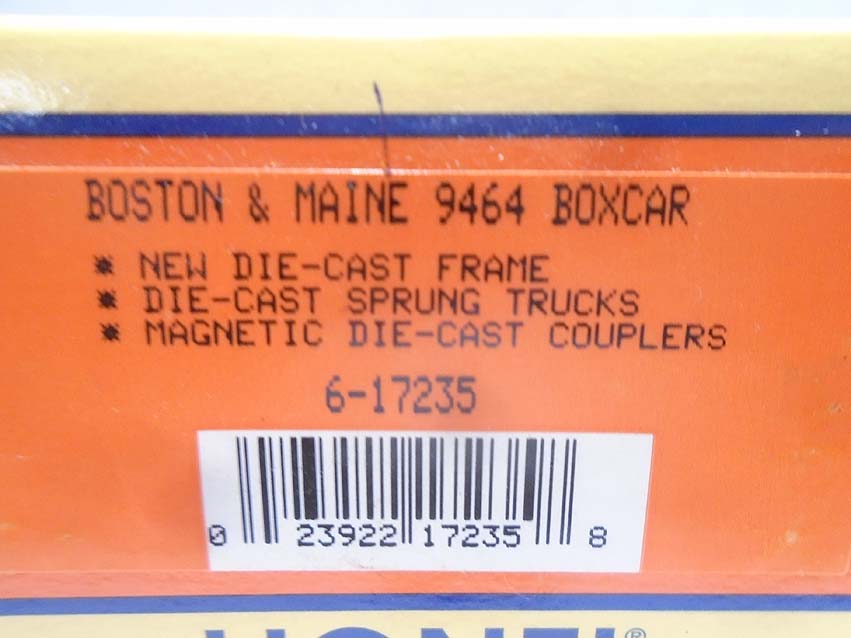 BOSTON & MAINE 9464 BOXCAR
* NEW DIE-CAST FRAME
* DIE-CAST SPRUNG TRUCKS
* MAGNETIC DIE-CAST COUPLERS
6-17235
0 23922 17235 8
LIONEL®